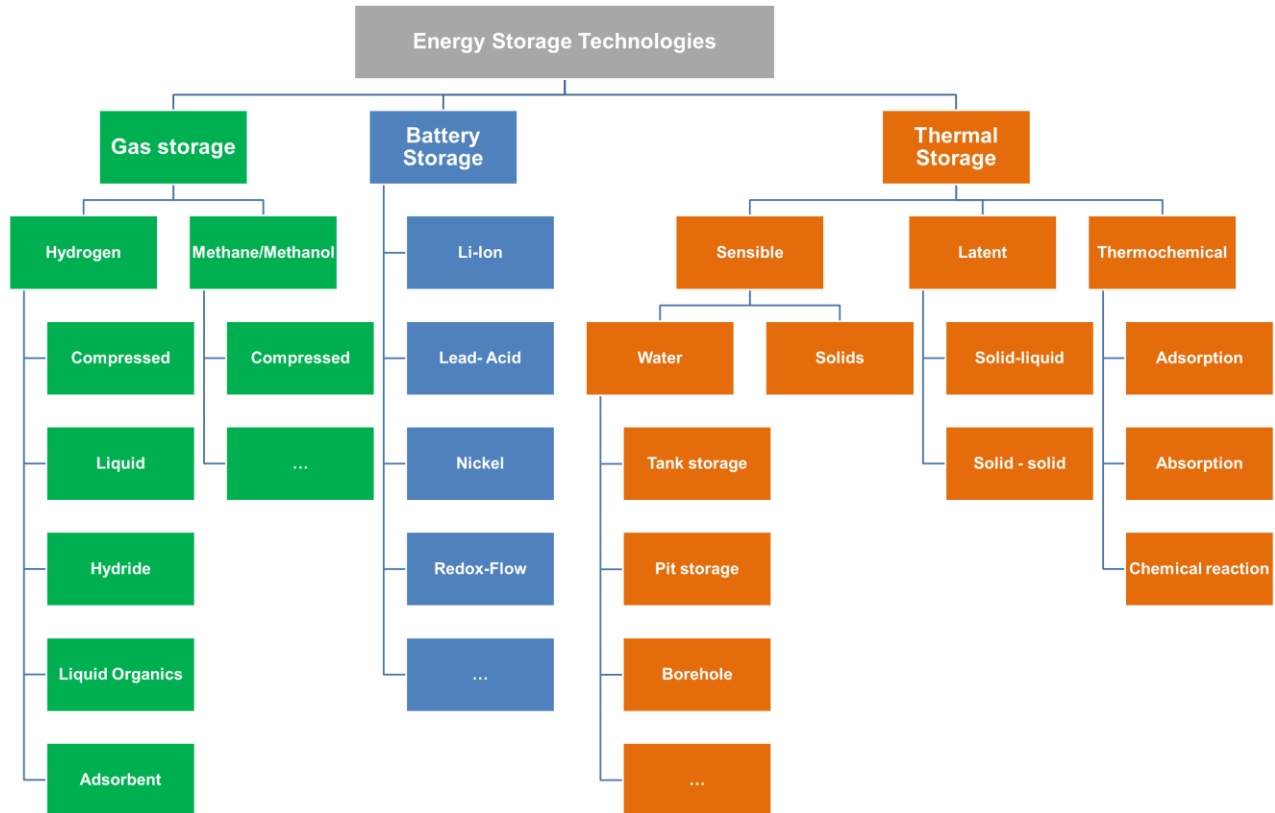 Energy Storage Technologies
Gas storage
Battery
Storage
Thermal
Storage
Hydrogen
Methane/Methanol
Li-Ion
Sensible
Latent
Thermochemical
Compressed
Compressed
Lead- Acid
Water
Solids
Solid-liquid
Adsorption
Liquid
...
Nickel
Tank storage
Solid - solid
Absorption
Hydride
Redox-Flow
Pit storage
Chemical reaction
Liquid Organics
...
Borehole
Adsorbent
...